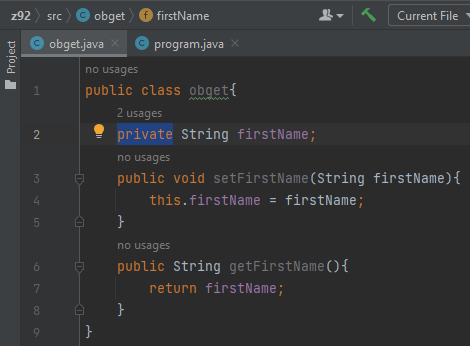 z92 src obget firstName Current File
Project
obget.java program.java
no usages
1 public class obget{
2 usages
2 private String firstName;
no usages
3 public void setFirstName(String firstName){
4 this.firstName = firstName;
5 }
no usages
6 public String getFirstName(){
7 return firstName;
8 }
9 }